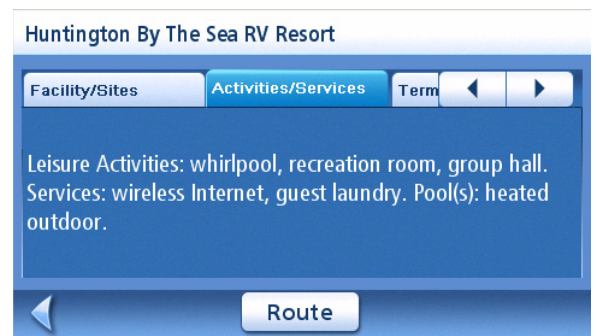 Huntington By The Sea RV Resort
Facility/Sites Activities/Services Term
Leisure Activities: whirlpool, recreation room, group hall.
Services: wireless Internet, guest laundry. Pool(s): heated
outdoor.
Route